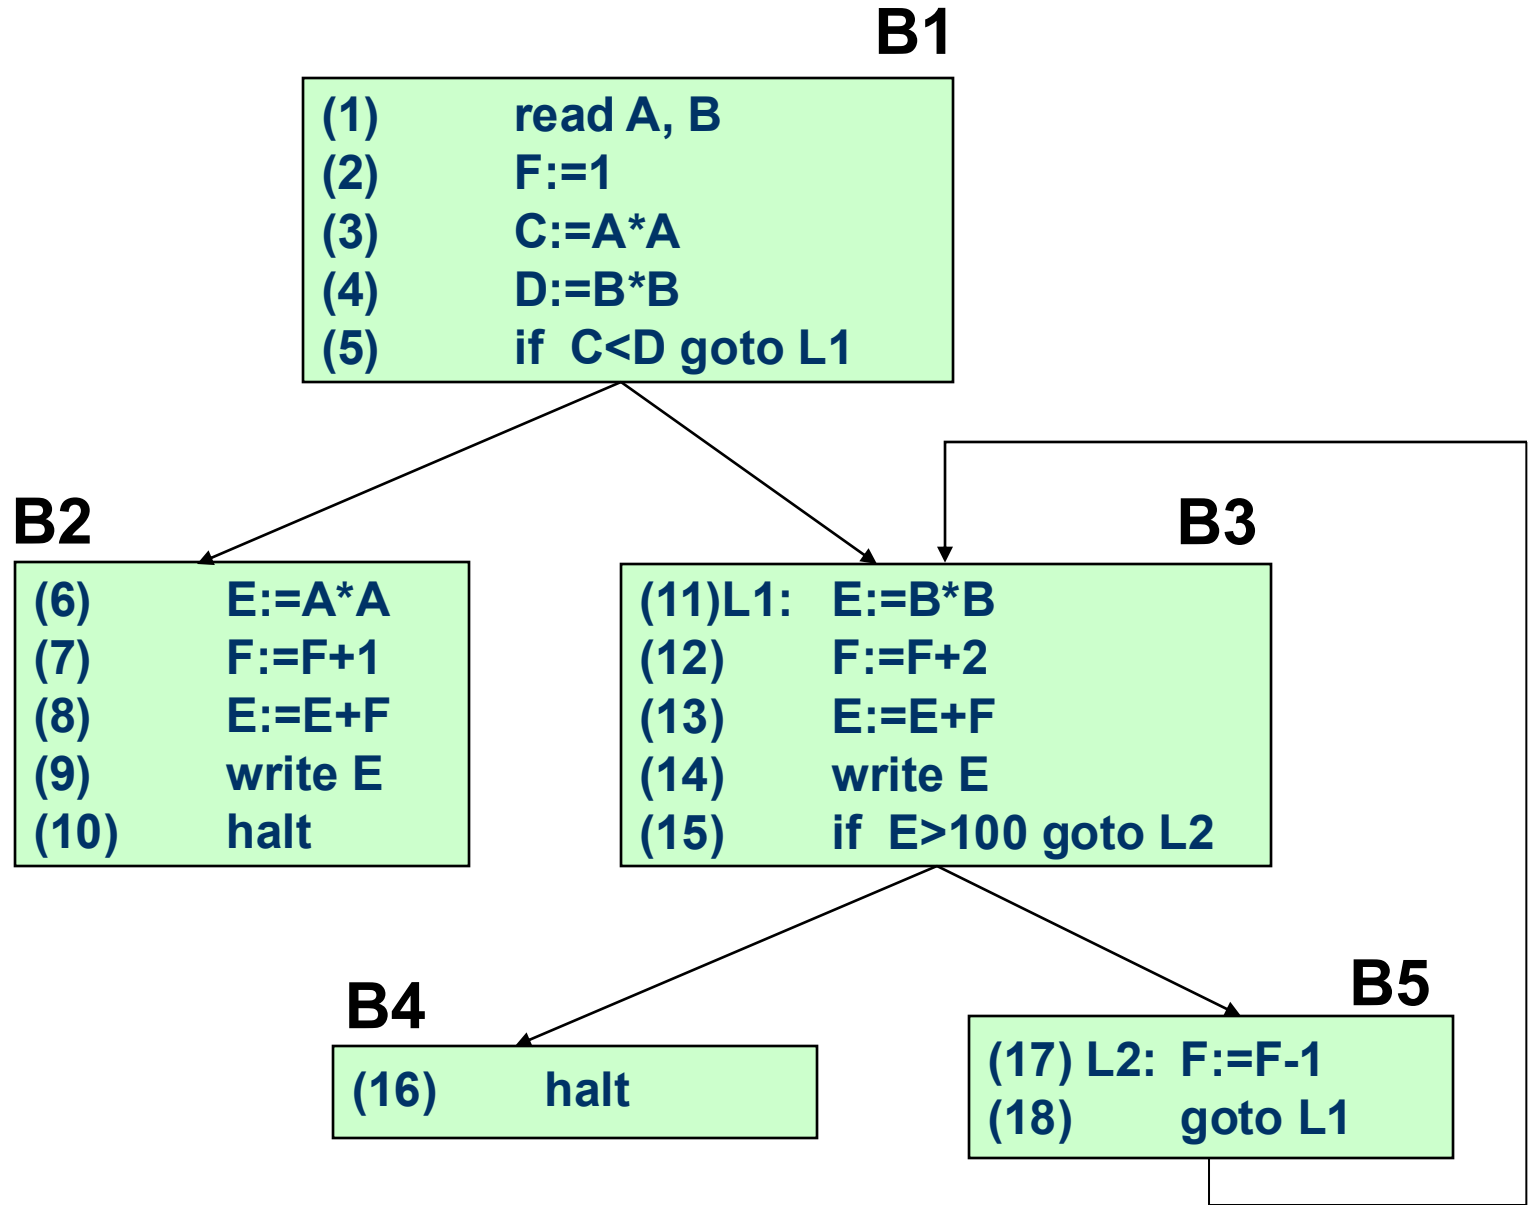 B1
(1) read A, B
(2) F:=1
(3) C:=A*A
(4) D:=B*B
(5) if C<D goto L1
B2
(6) E:=A*A
(7) F:=F+1
(8) E:=E+F
(9) write E
(10) halt
B3
(11)L1: E:=B*B
(12) F:=F+2
(13) E:=E+F
(14) write E
(15) if E>100 goto L2
B4
(16) halt
B5
(17) L2: F:=F-1
(18) goto L1